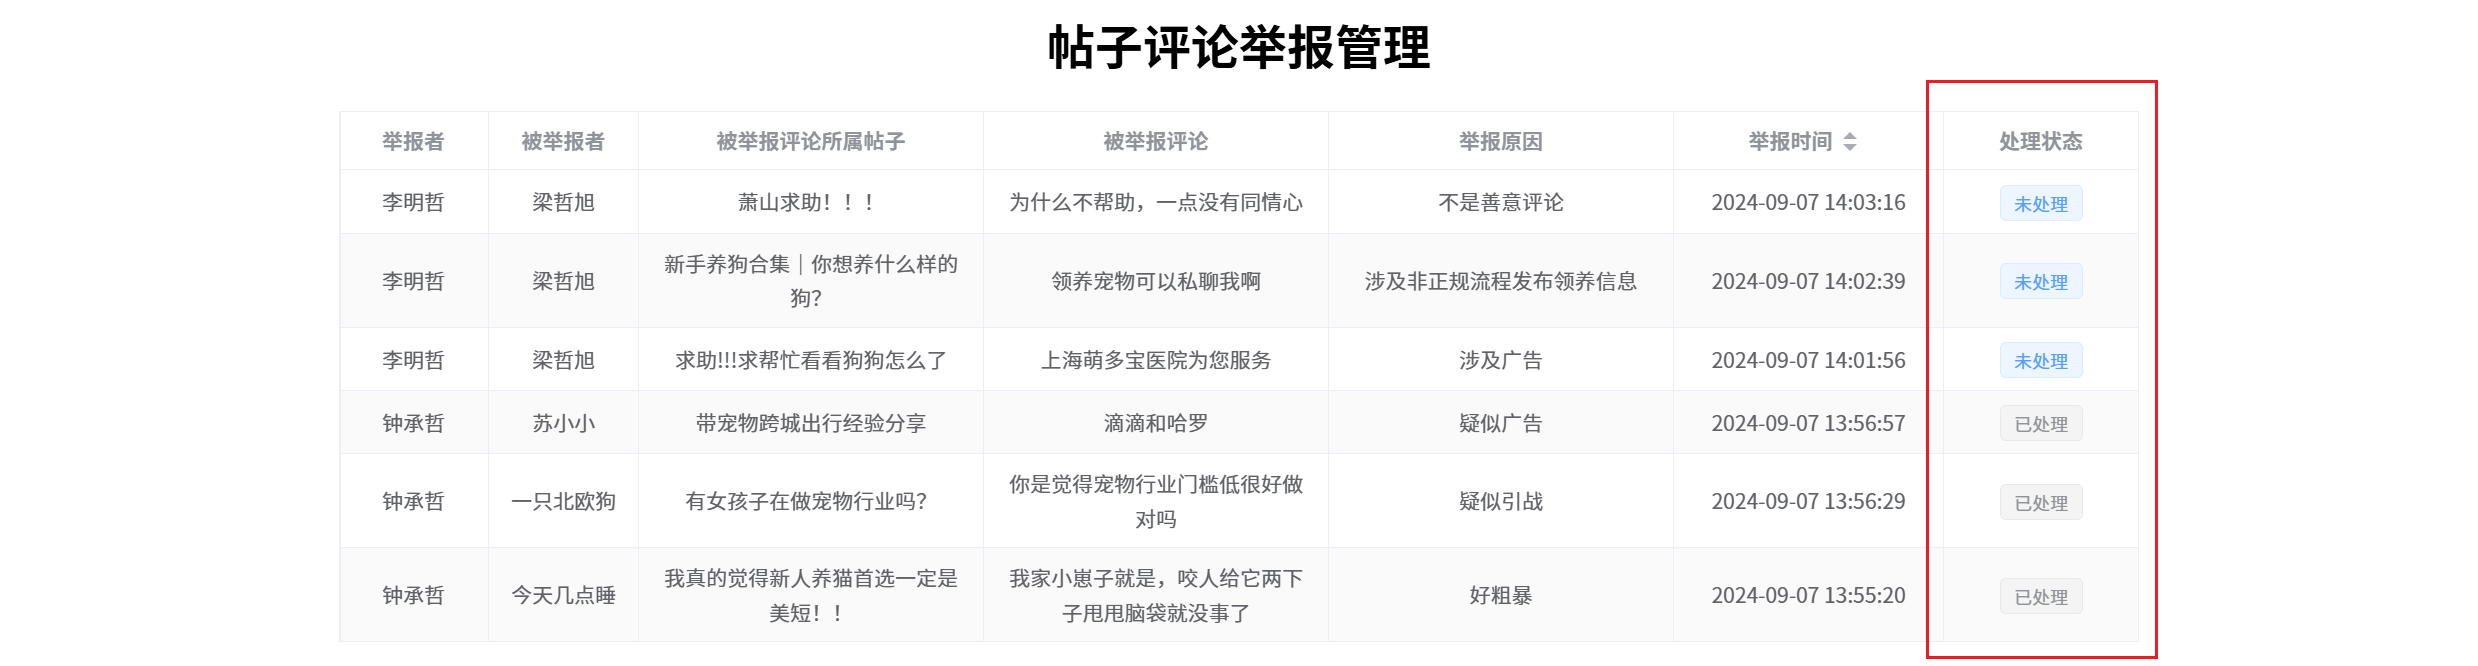 帖子评论举报管理
举报者 被举报者 被举报评论所属帖子 被举报评论 举报原因 举报时间 处理状态
李明哲 梁哲旭 萧山求助！！！ 为什么不帮助，一点没有同情心 不是善意评论 2024-09-07 14:03:16 未处理
李明哲 梁哲旭 新手养狗合集｜你想养什么样的 领养宠物可以私聊我啊 涉及非正规流程发布领养信息 2024-09-07 14:02:39 未处理
狗？
李明哲 梁哲旭 求助!!!求帮忙看看狗狗怎么了 上海萌多宝医院为您服务 涉及广告 2024-09-07 14:01:56 未处理
钟承哲 苏小小 带宠物跨城出行经验分享 滴滴和哈罗 疑似广告 2024-09-07 13:56:57 已处理
钟承哲 一只北欧狗 有女孩子在做宠物行业吗？ 你是觉得宠物行业门槛低很好做 疑似引战 2024-09-07 13:56:29 已处理
对吗
钟承哲 今天几点睡 我真的觉得新人养猫首选一定是 我家小崽子就是，咬人给它两下 好粗暴 2024-09-07 13:55:20 已处理
美短！！ 子甩甩脑袋就没事了